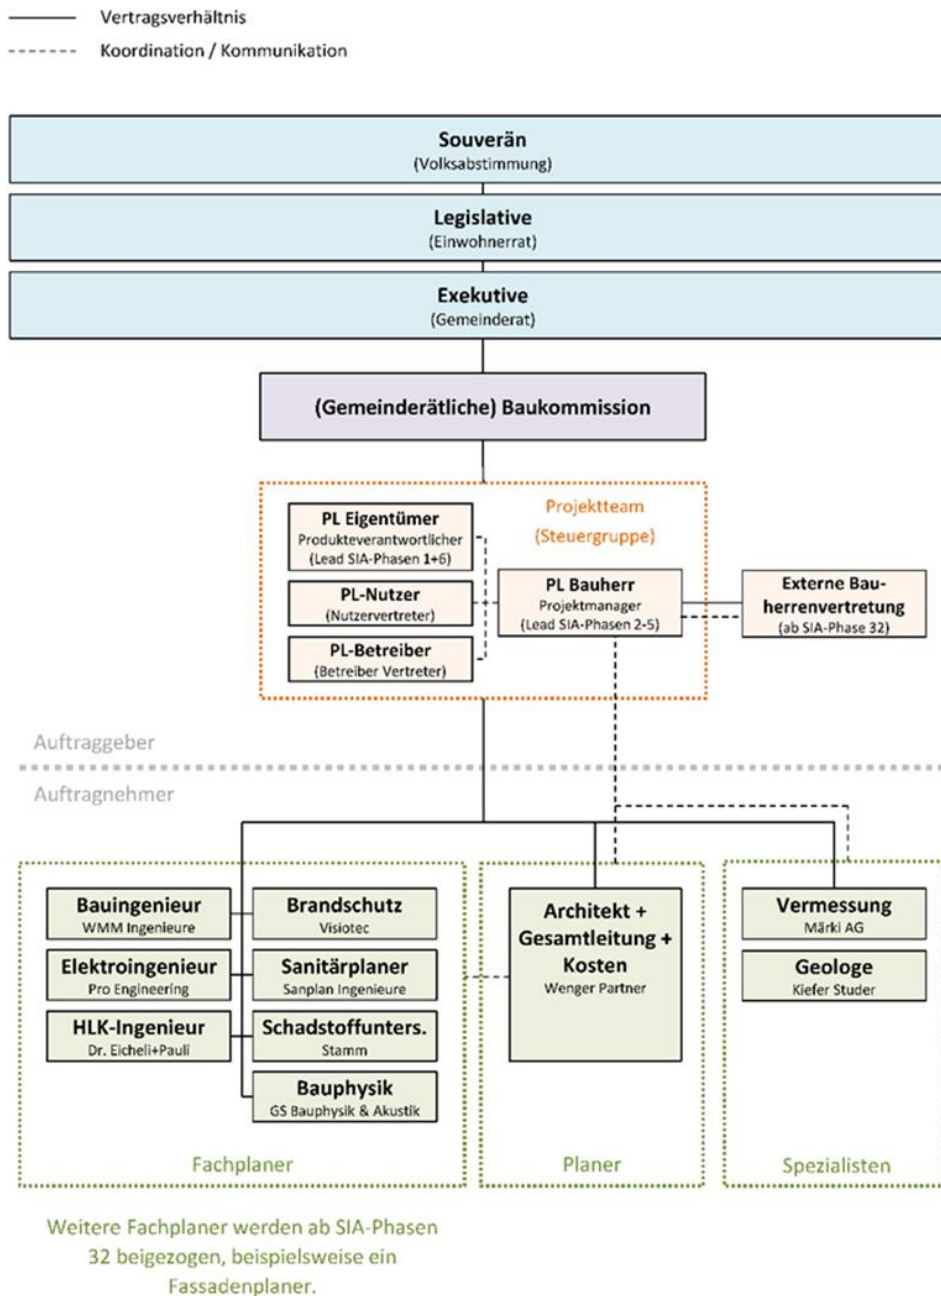 Vertragsverhältnis
Koordination / Kommunikation
Souverän
(Volksabstimmung)
Legislative
(Einwohnerrat)
Exekutive
(Gemeinderat)
(Gemeinderätliche) Baukommission
Projektteam
(Steuergruppe)
PL Eigentümer
Produkteverantwortlicher
(Lead SIA-Phasen 1+6)
PL-Nutzer
(Nutzervertreter)
PL-Betreiber
(Betreiber Vertreter)
PL Bauherr
Projektmanager
(Lead SIA-Phasen 2-5)
Externe Bau-
herrenvertretung
(ab SIA-Phase 32)
Auftraggeber
Auftragnehmer
Bauingenieur
WMM Ingenieure
Elektroingenieur
Pro Engineering
HLK-Ingenieur
Dr. Eicheli+Pauli
Brandschutz
Visiotec
Sanitärplaner
Sanplan Ingenieure
Schadstoffunters.
Stamm
Bauphysik
GS Bauphysik & Akustik
Fachplaner
Architekt +
Gesamtleitung +
Kosten
Wenger Partner
Planer
Vermessung
Märki AG
Geologe
Kiefer Studer
Spezialisten
Weitere Fachplaner werden ab SIA-Phasen
32 beigezogen, beispielsweise ein
Fassadenplaner.